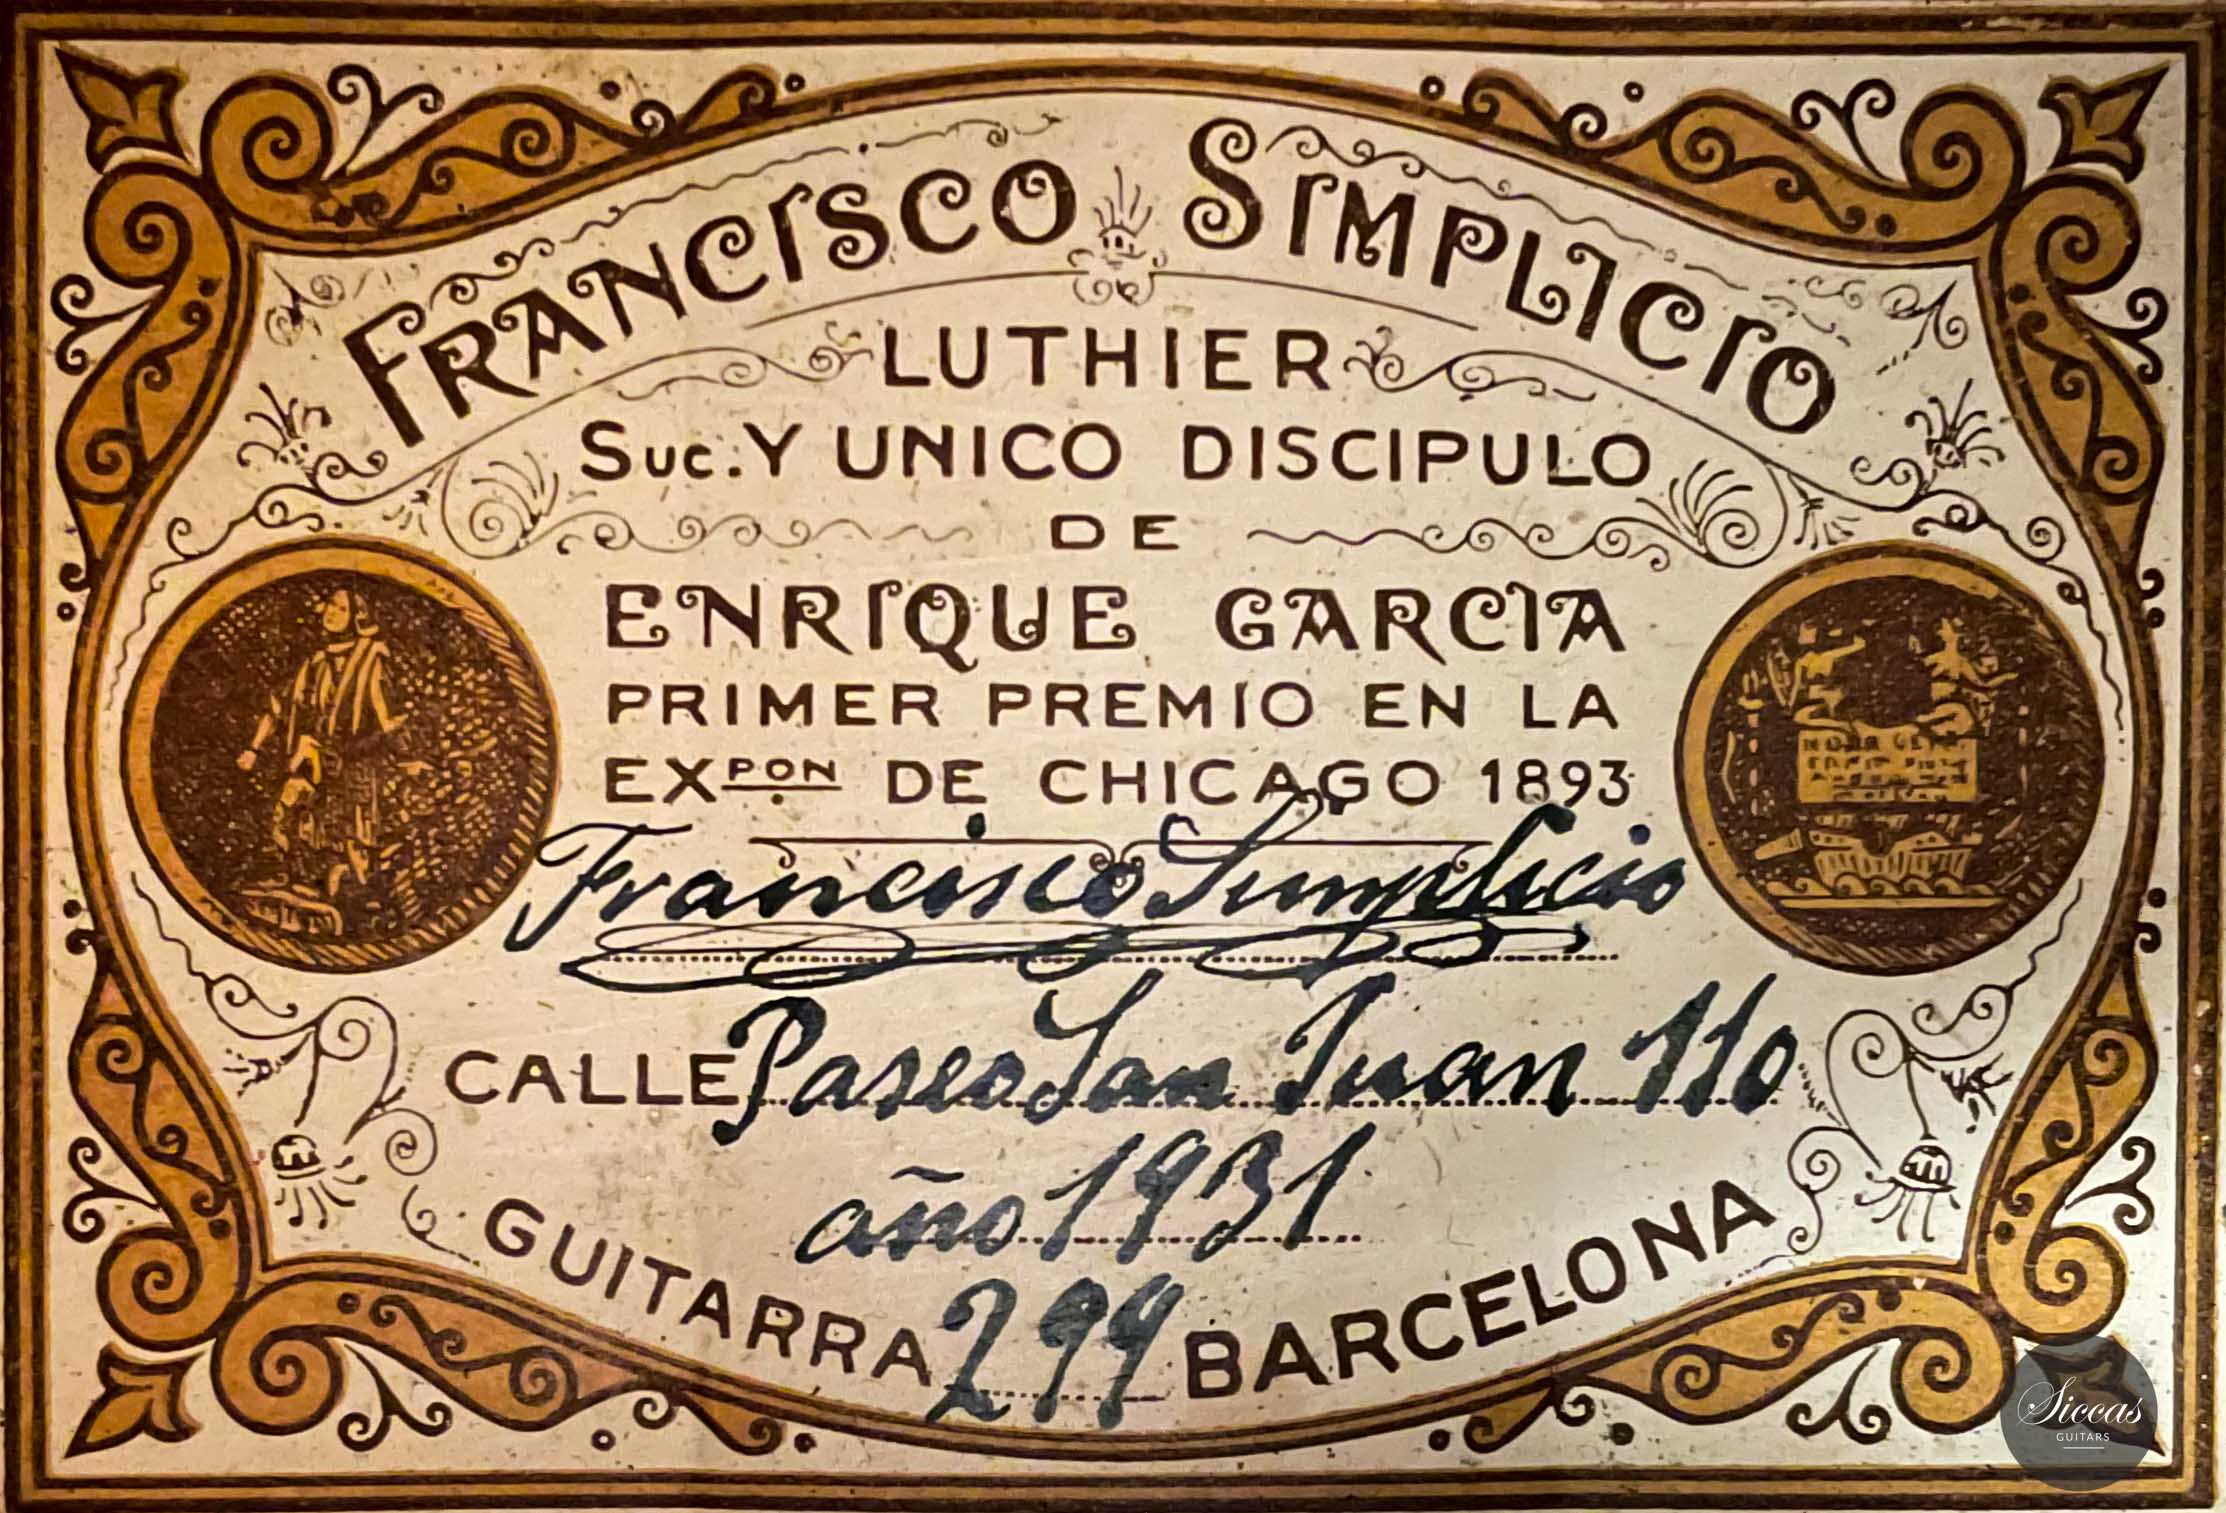 FRANCISCO SIMPLICIO
LUTHIER
Suc. Y UNICO DISCIPULO
DE
ENRIQUE GARCIA
PRIMER PREMIO EN LA
EXPON DE CHICAGO 1893
Francisco Simplicio
CALLE Paseo San Juan 110
año 1931
GUITARRA 299 BARCELONA
Siccas
GUITARS